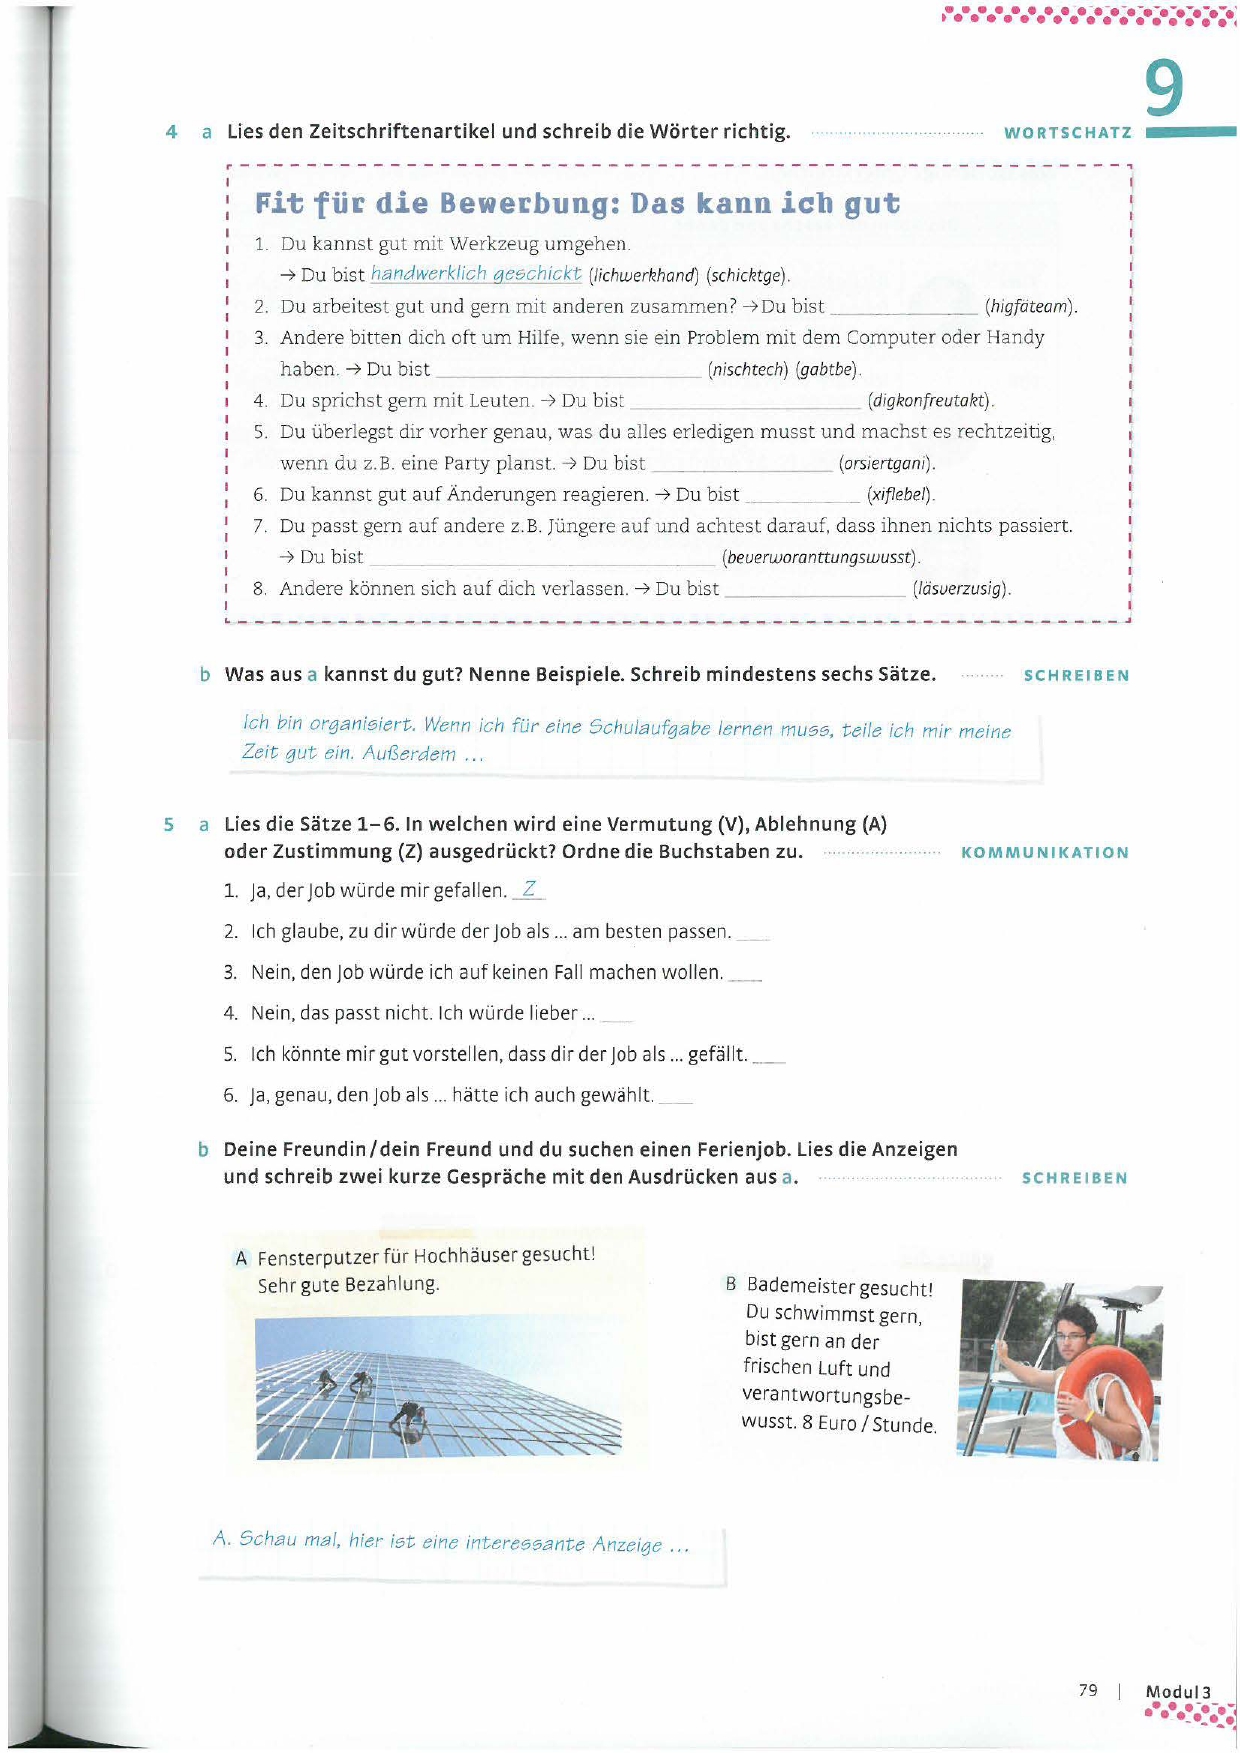 9
4 a Lies den Zeitschriftenartikel und schreib die Wörter richtig. WORTSCHATZ
Fit für die Bewerbung: Das kann ich gut
1. Du kannst gut mit Werkzeug umgehen.
→ Du bist handwerklich geschickt (lichwerkhand) (schicktge).
2. Du arbeitest gut und gern mit anderen zusammen? → Du bist ______________ (higfäteam).
3. Andere bitten dich oft um Hilfe, wenn sie ein Problem mit dem Computer oder Handy
haben. → Du bist ______________ (nischtech) (gabtbe).
4. Du sprichst gern mit Leuten. → Du bist ______________ (digkonfreutakt).
5. Du überlegst dir vorher genau, was du alles erledigen musst und machst es rechtzeitig,
wenn du z.B. eine Party planst. → Du bist ______________ (orsiertgani).
6. Du kannst gut auf Änderungen reagieren. → Du bist ______________ (xiflebel).
7. Du passt gern auf andere z.B. Jüngere auf und achtest darauf, dass ihnen nichts passiert.
→ Du bist ______________ (beverworanttungswusst).
8. Andere können sich auf dich verlassen. → Du bist ______________ (läsverzusig).
b Was aus a kannst du gut? Nenne Beispiele. Schreib mindestens sechs Sätze. SCHREIBEN
Ich bin organisiert. Wenn ich für eine Schulaufgabe lernen muss, teile ich mir meine
Zeit gut ein. Außerdem ...
5 a Lies die Sätze 1–6. In welchen wird eine Vermutung (V), Ablehnung (A)
oder Zustimmung (Z) ausgedrückt? Ordne die Buchstaben zu. KOMMUNIKATION
1. Ja, der Job würde mir gefallen. Z
2. Ich glaube, zu dir würde der Job als ... am besten passen. ___
3. Nein, den Job würde ich auf keinen Fall machen wollen. ___
4. Nein, das passt nicht. Ich würde lieber ... ___
5. Ich könnte mir gut vorstellen, dass dir der Job als ... gefällt. ___
6. Ja, genau, den Job als ... hätte ich auch gewählt. ___
b Deine Freundin/dein Freund und du suchen einen Ferienjob. Lies die Anzeigen
und schreib zwei kurze Gespräche mit den Ausdrücken aus a. SCHREIBEN
A Fensterputzer für Hochhäuser gesucht!
Sehr gute Bezahlung.
B Bademeister gesucht!
Du schwimmst gern,
bist gern an der
frischen Luft und
verantwortungsbe-
wusst. 8 Euro / Stunde.
A. Schau mal, hier ist eine interessante Anzeige ...
79 | Modul 3